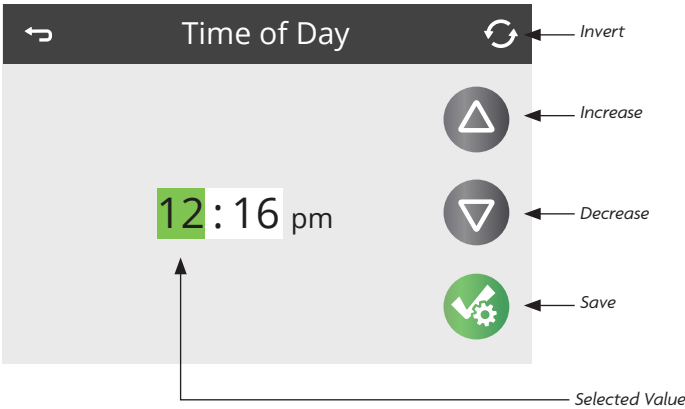 Time of Day
Invert
Increase
12 : 16 pm
Decrease
Save
Selected Value